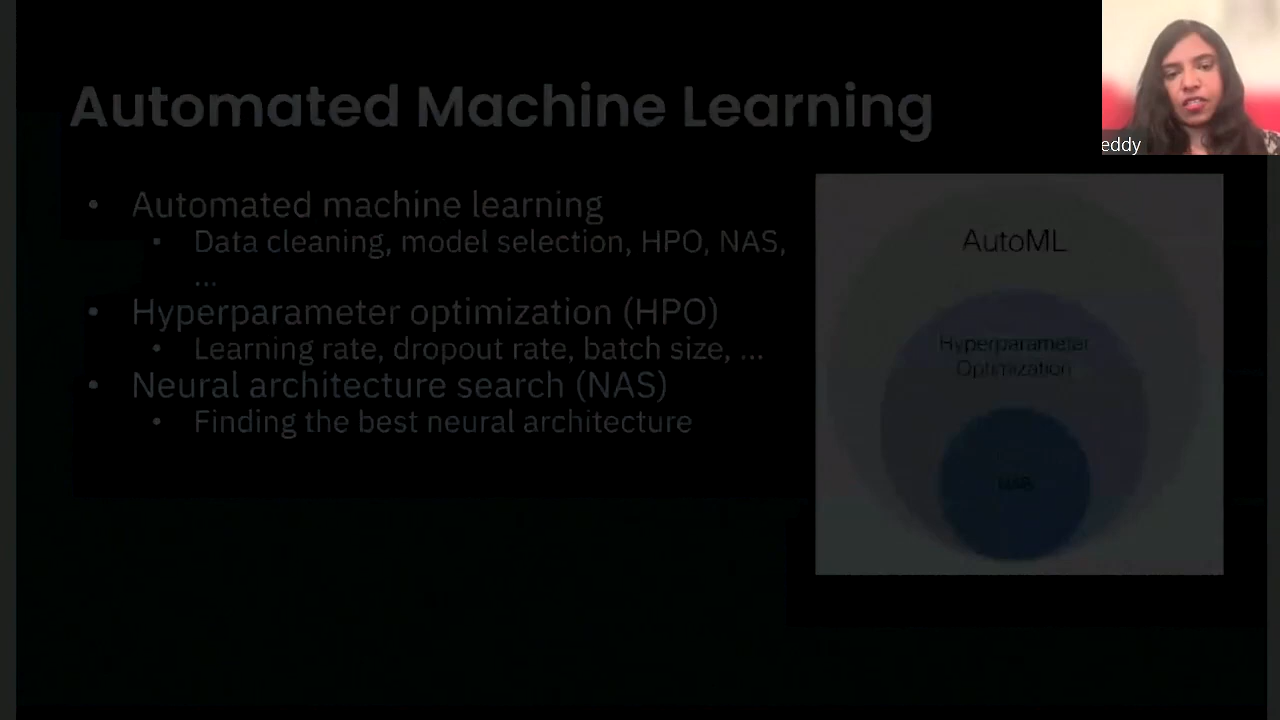 Automated Machine Learning
eddy
• Automated machine learning
▪ Data cleaning, model selection, HPO, NAS,
...
• Hyperparameter optimization (HPO)
• Learning rate, dropout rate, batch size, ...
• Neural architecture search (NAS)
• Finding the best neural architecture
AutoML
Hyperparameter
Optimization
NAS